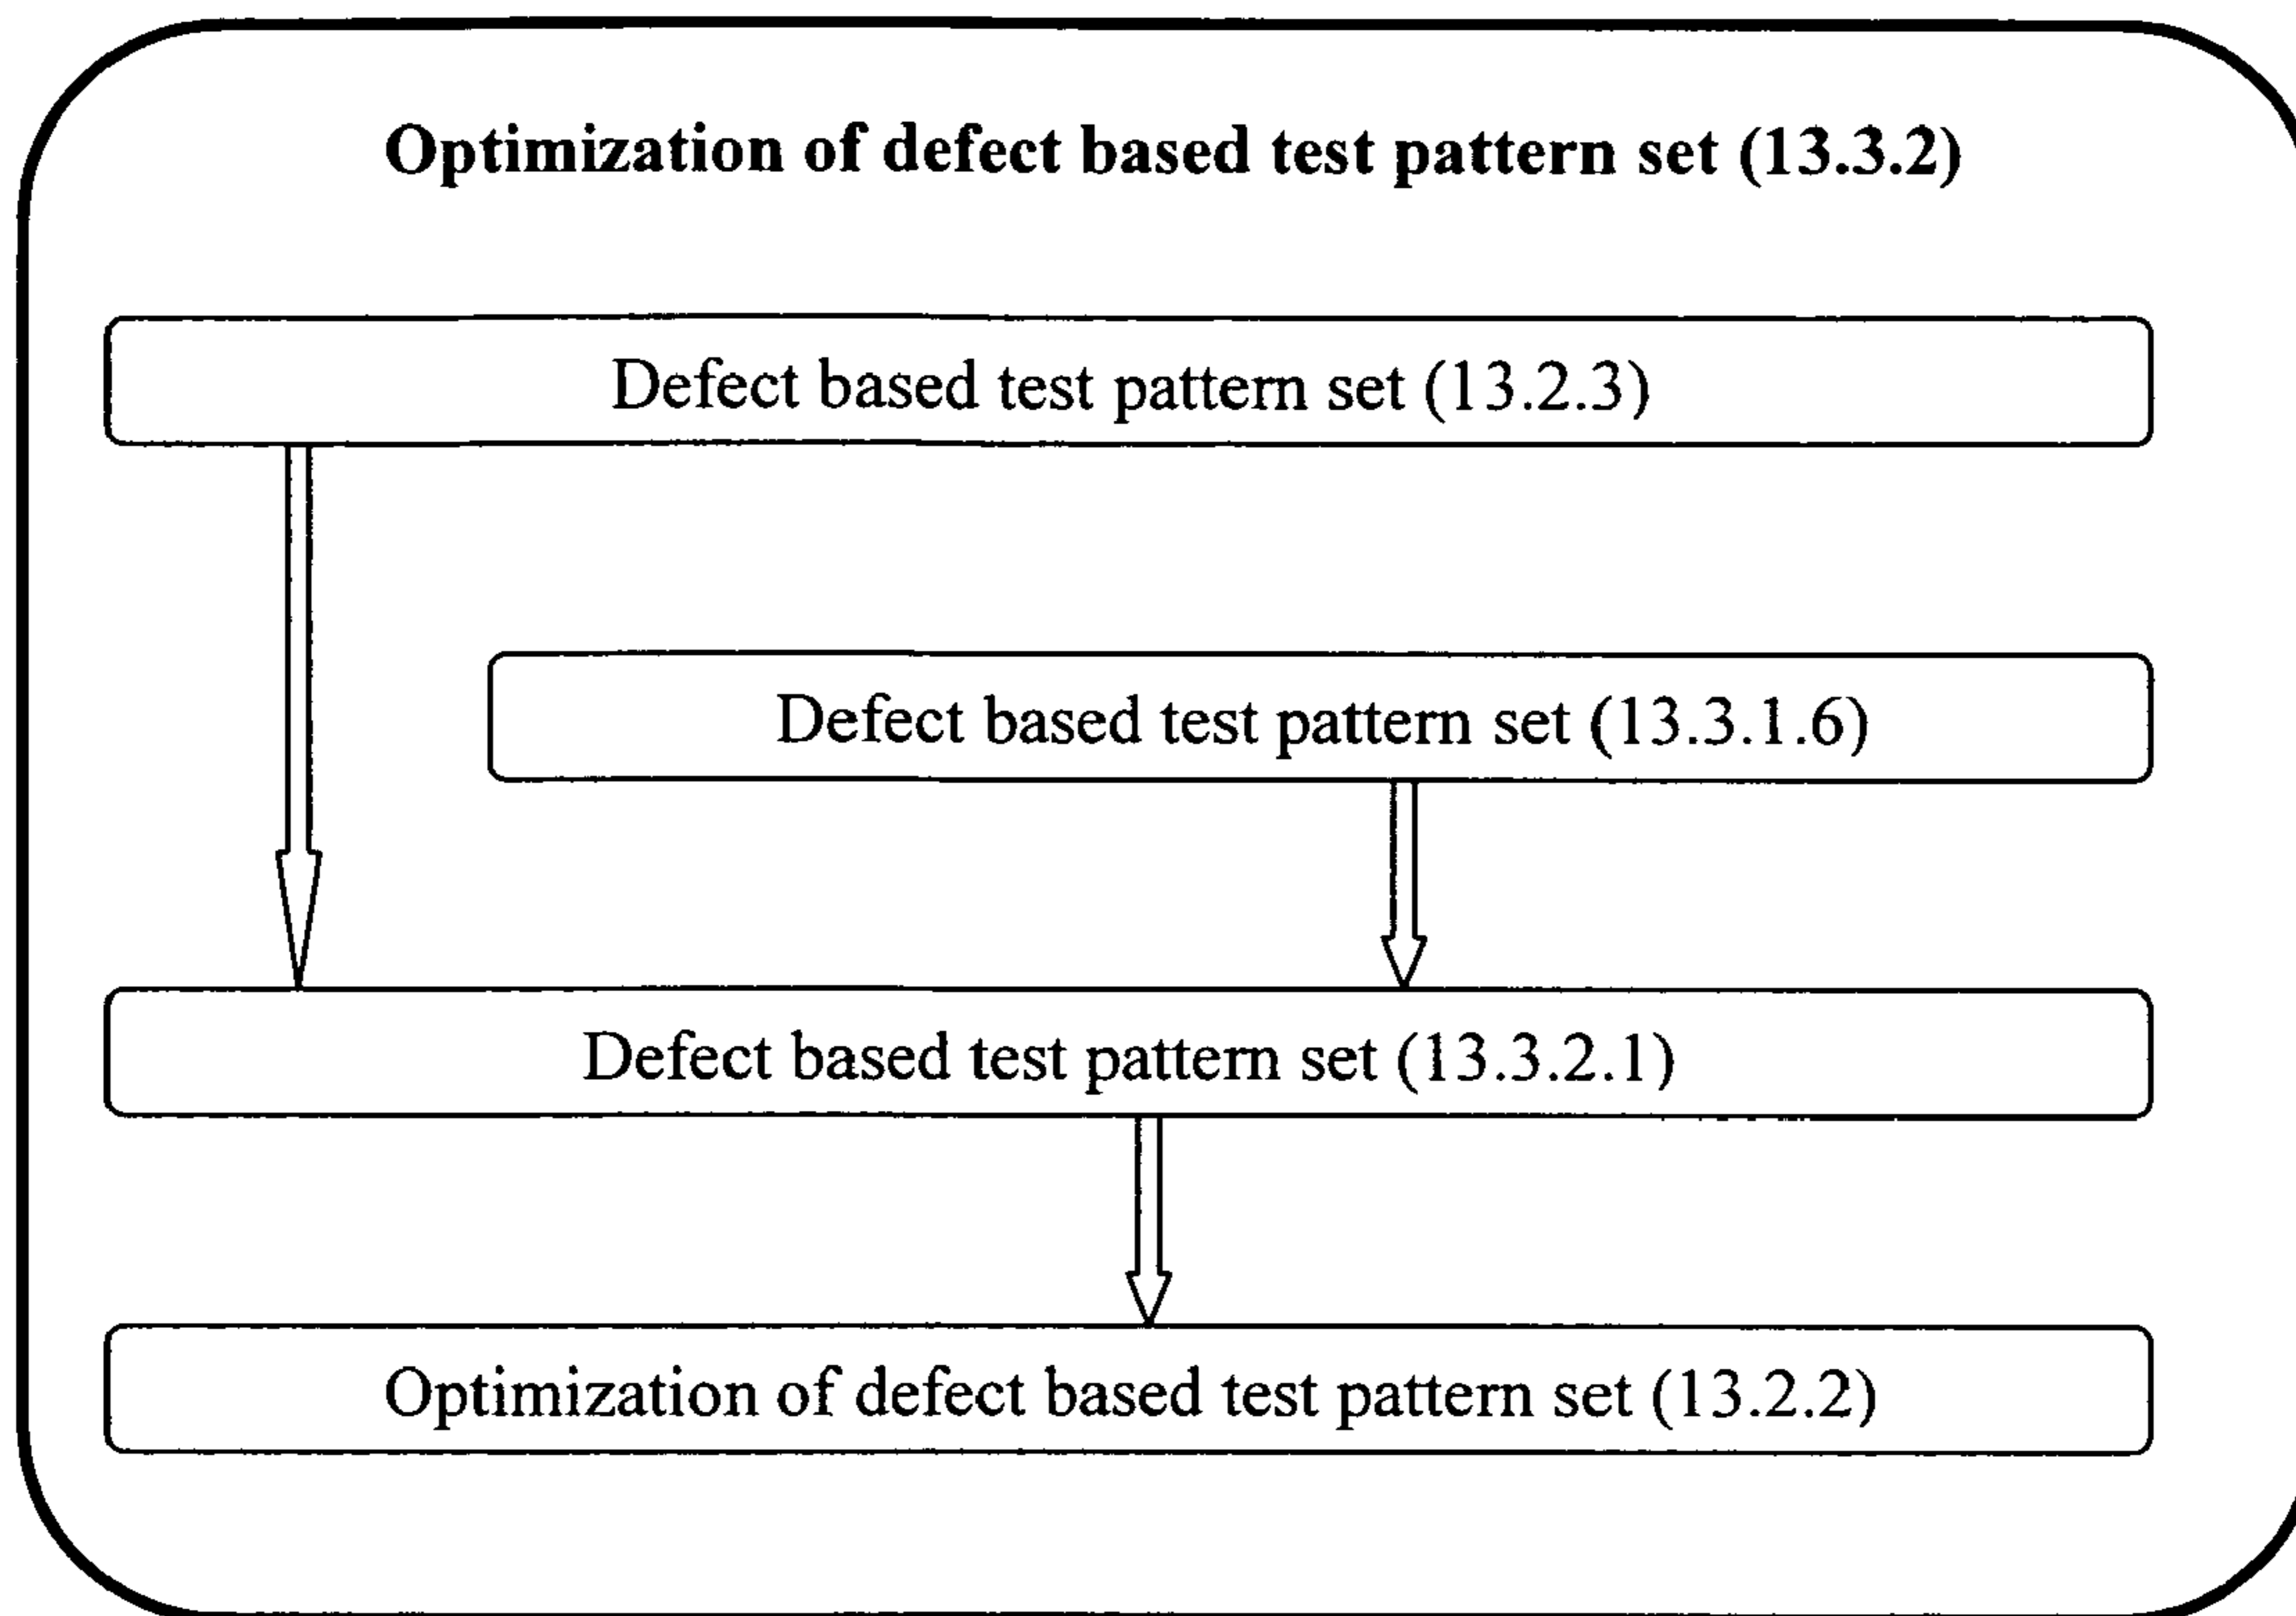 Optimization of defect based test pattern set (13.3.2)
Defect based test pattern set (13.2.3)
Defect based test pattern set (13.3.1.6)
Defect based test pattern set (13.3.2.1)
Optimization of defect based test pattern set (13.2.2)